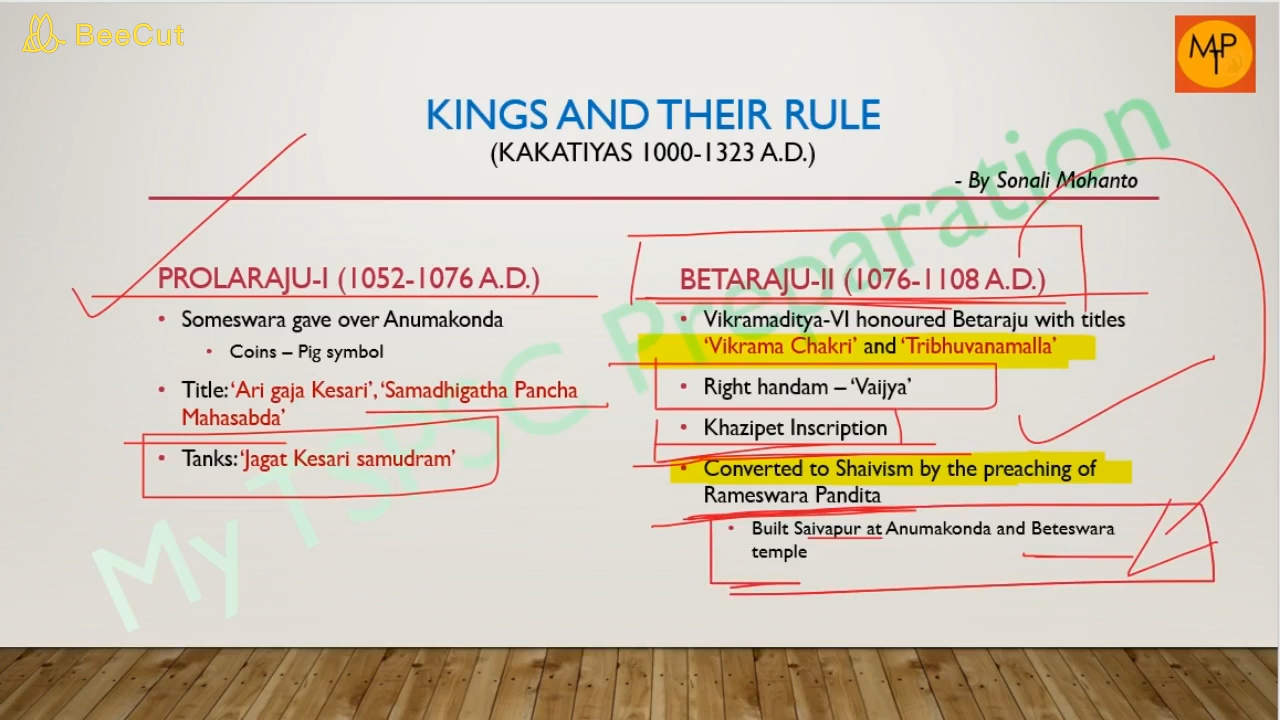 BeeCut
MTP
KINGS AND THEIR RULE
(KAKATIYAS 1000-1323 A.D.)
- By Sonali Mohanto
PROLARAJU-I (1052-1076 A.D.)
• Someswara gave over Anumakonda
• Coins – Pig symbol
• Title: ‘Ari gaja Kesari’, ‘Samadhigatha Pancha
Mahasabda’
• Tanks: ‘Jagat Kesari samudram’
BETARAJU-II (1076-1108 A.D.)
• Vikramaditya-VI honoured Betaraju with titles
‘Vikrama Chakri’ and ‘Tribhuvanamalla’
• Right handam – ‘Vaijya’
• Khazipet Inscription
• Converted to Shaivism by the preaching of
Rameswara Pandita
• Built Saivapur at Anumakonda and Beteswara
temple
My TSPSC Preparation